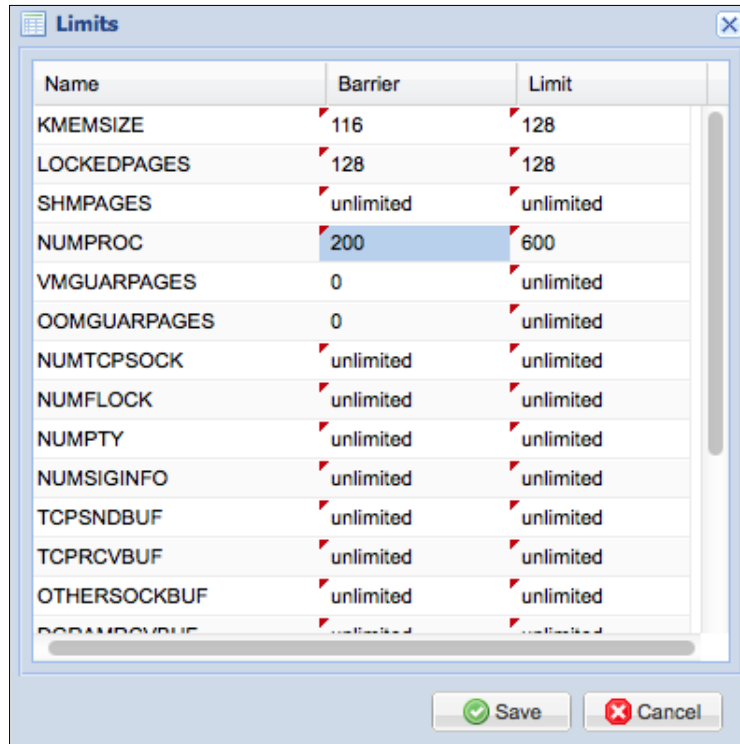 Limits
Name Barrier Limit
KMEMSIZE 116 128
LOCKEDPAGES 128 128
SHMPAGES unlimited unlimited
NUMPROC 200 600
VMGUARPAGES 0 unlimited
OOMGUARPAGES 0 unlimited
NUMTCPSOCK unlimited unlimited
NUMFLOCK unlimited unlimited
NUMPTY unlimited unlimited
NUMSIGINFO unlimited unlimited
TCPSNDBUF unlimited unlimited
TCPRCVBUF unlimited unlimited
OTHERSOCKBUF unlimited unlimited
Save Cancel